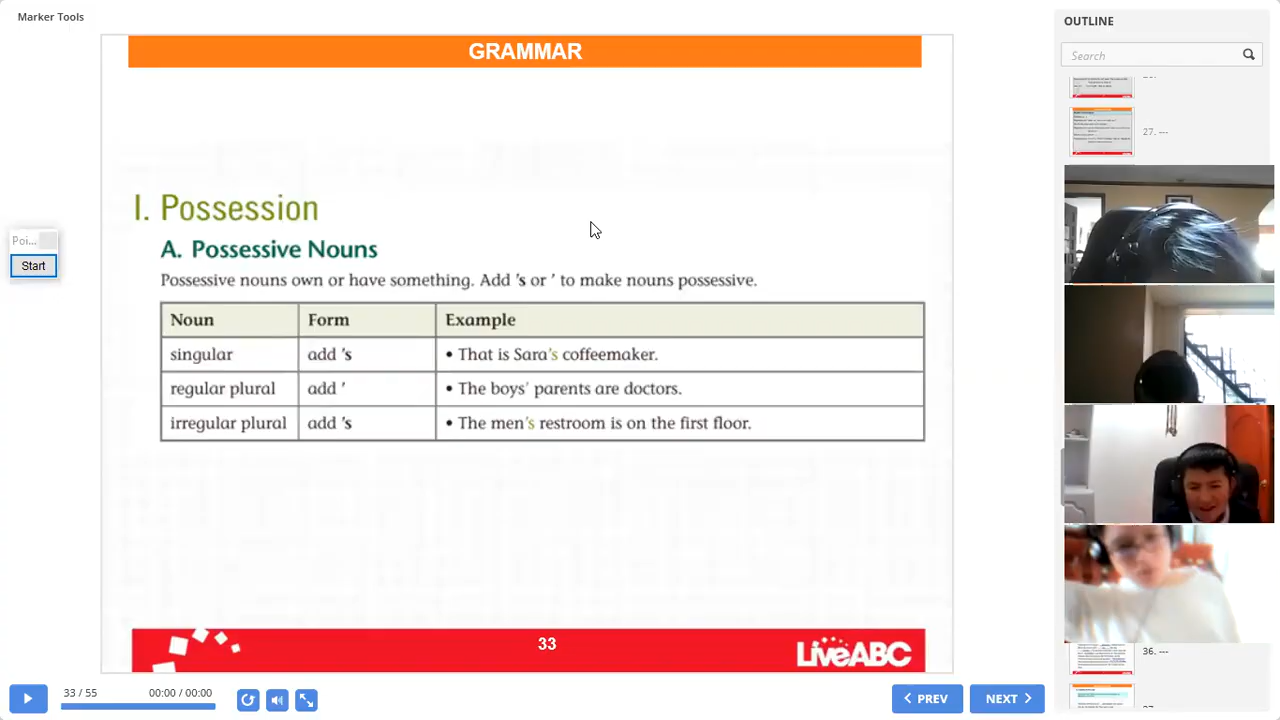 Marker Tools
OUTLINE
GRAMMAR
Search
27. ---
I. Possession
A. Possessive Nouns
Poi...
Start
Possessive nouns own or have something. Add 's or ' to make nouns possessive.
Noun Form Example
singular add 's • That is Sara's coffeemaker.
regular plural add ' • The boys' parents are doctors.
irregular plural add 's • The men's restroom is on the first floor.
33
LiveABC
36. ---
33 / 55 00:00 / 00:00 PREV NEXT